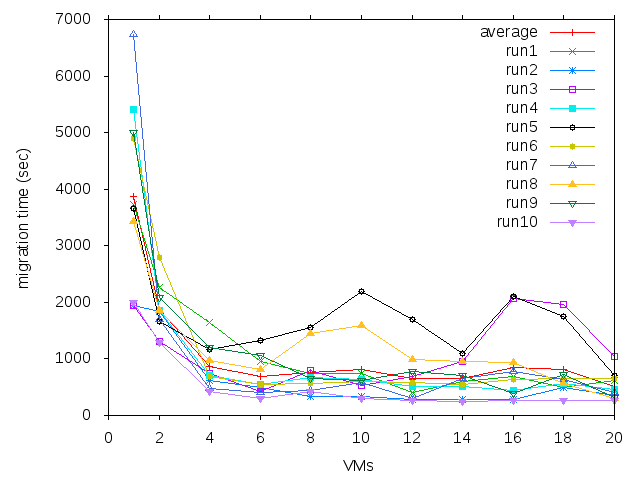 7000
6000
5000
4000
3000
2000
1000
0
migration time (sec)
0 2 4 6 8 10 12 14 16 18 20
VMs
average
run1
run2
run3
run4
run5
run6
run7
run8
run9
run10